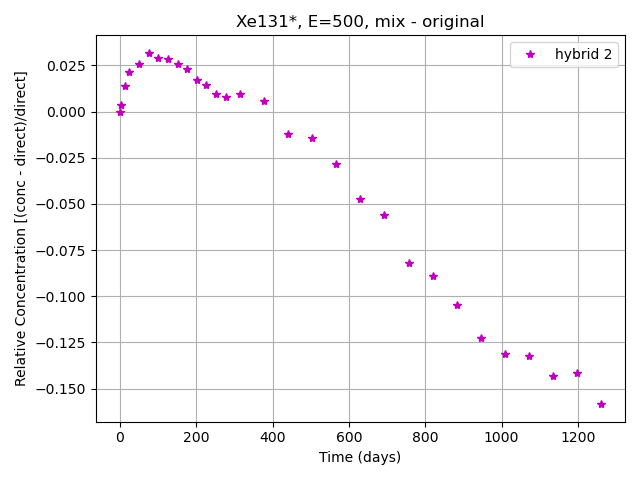 Xe131*, E=500, mix - original
hybrid 2
Relative Concentration [(conc - direct)/direct]
0.025
0.000
−0.025
−0.050
−0.075
−0.100
−0.125
−0.150
0 200 400 600 800 1000 1200
Time (days)